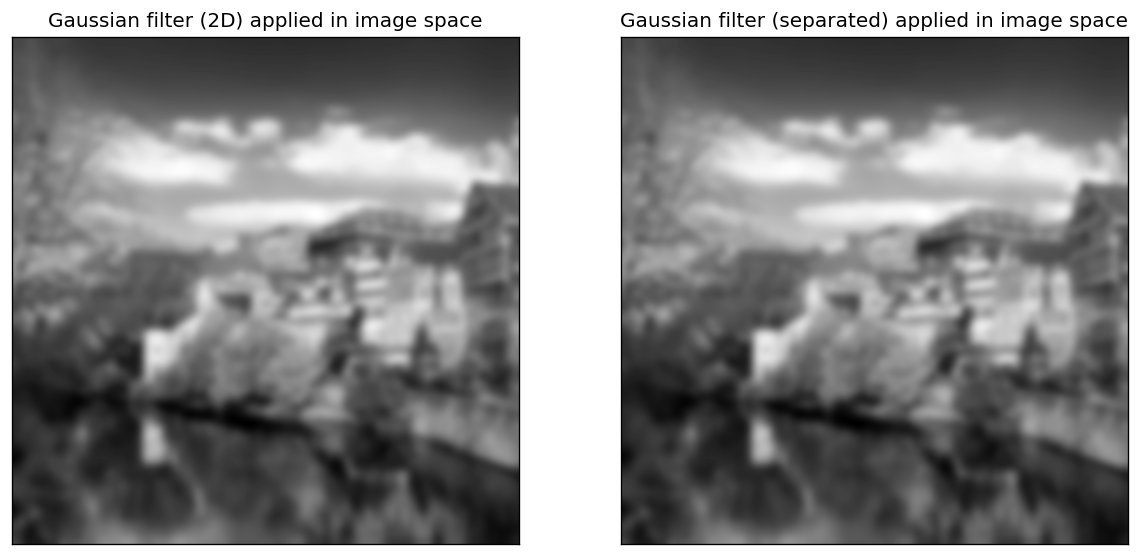 Gaussian filter (2D) applied in image space
Gaussian filter (separated) applied in image space